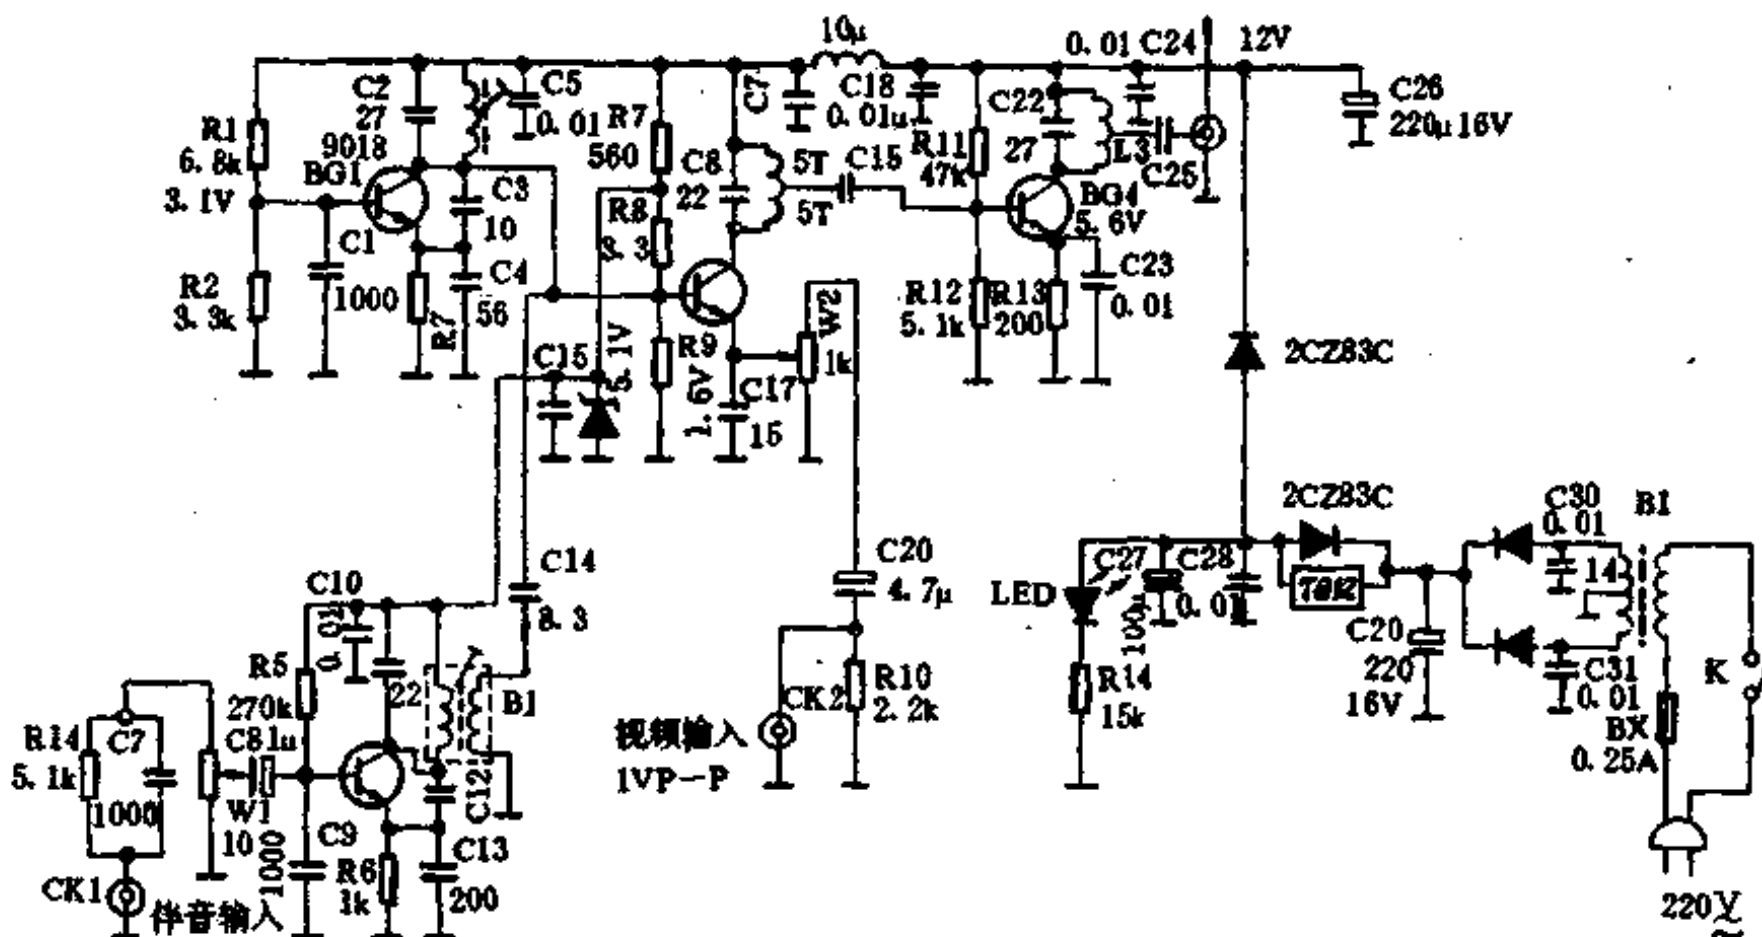 10μ
0.01 C24
12V
C2
27
C5
0.01
R7
560
C7
C18
0.01u
C22
27
C26
220μ16V
R1
6.8k
9018
BG1
3.1V
C3
10
C8
22
5T
5T
C15
R11
47k
L3
C25
BG4
5.6V
R8
3.3
C1
1000
C4
56
R2
3.3k
R7
W2
1k
R12
5.1k
R13
200
C23
0.01
2CZ83C
C15
5.1V
R9
1.6V
C17
15
2CZ83C
C30
0.01
B1
C14
3.3
C20
4.7μ
LED
C27
100μ
C28
0.01
7812
14
C10
0.01
C20
220
16V
C31
0.01
K
R5
270k
22
B1
CK2
R10
2.2k
R14
15k
BX
0.25A
视频输入
1VP-P
R14
5.1k
C7
1000
C8 1u
W1
10
1000
C9
R6
1k
C12
C13
200
CK1
伴音输入
220V
~